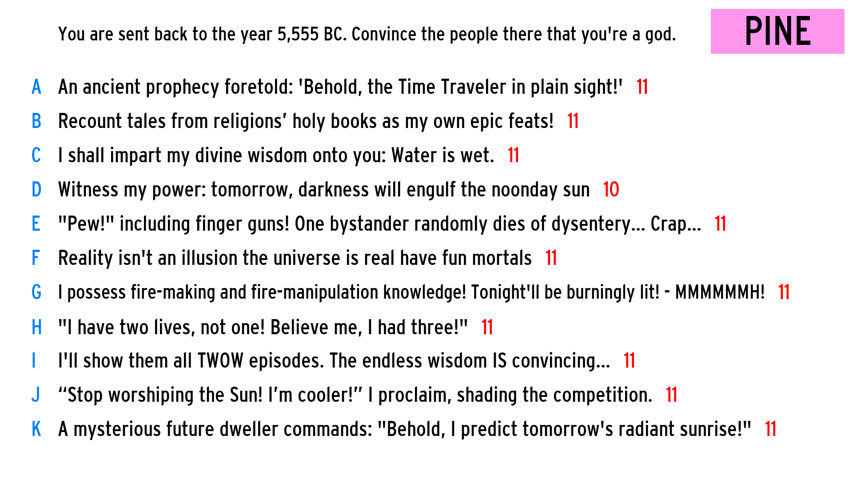 You are sent back to the year 5,555 BC. Convince the people there that you're a god.
PINE
A An ancient prophecy foretold: 'Behold, the Time Traveler in plain sight!' 11
B Recount tales from religions’ holy books as my own epic feats! 11
C I shall impart my divine wisdom onto you: Water is wet. 11
D Witness my power: tomorrow, darkness will engulf the noonday sun 10
E "Pew!" including finger guns! One bystander randomly dies of dysentery... Crap... 11
F Reality isn't an illusion the universe is real have fun mortals 11
G I possess fire-making and fire-manipulation knowledge! Tonight'll be burningly lit! - MMMMMMH! 11
H "I have two lives, not one! Believe me, I had three!" 11
I I'll show them all TWOW episodes. The endless wisdom IS convincing... 11
J “Stop worshiping the Sun! I’m cooler!” I proclaim, shading the competition. 11
K A mysterious future dweller commands: "Behold, I predict tomorrow's radiant sunrise!" 11